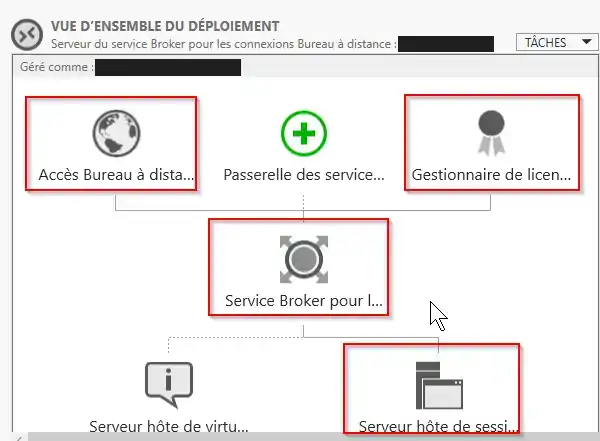 VUE D'ENSEMBLE DU DÉPLOIEMENT
Serveur du service Broker pour les connexions Bureau à distance :
TÂCHES
Géré comme :
Accès Bureau à dista...
Passerelle des service...
Gestionnaire de licen...
Service Broker pour l...
Serveur hôte de virtu...
Serveur hôte de sessi...